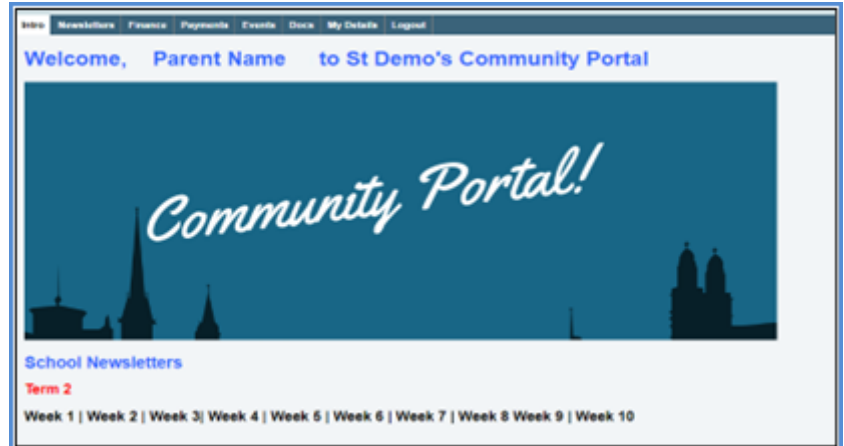 Intro Newsletters Finance Payments Events Docs My Details Logout
Welcome, Parent Name to St Demo's Community Portal
Community Portal!
School Newsletters
Term 2
Week 1 | Week 2 | Week 3| Week 4 | Week 5 | Week 6 | Week 7 | Week 8 Week 9 | Week 10